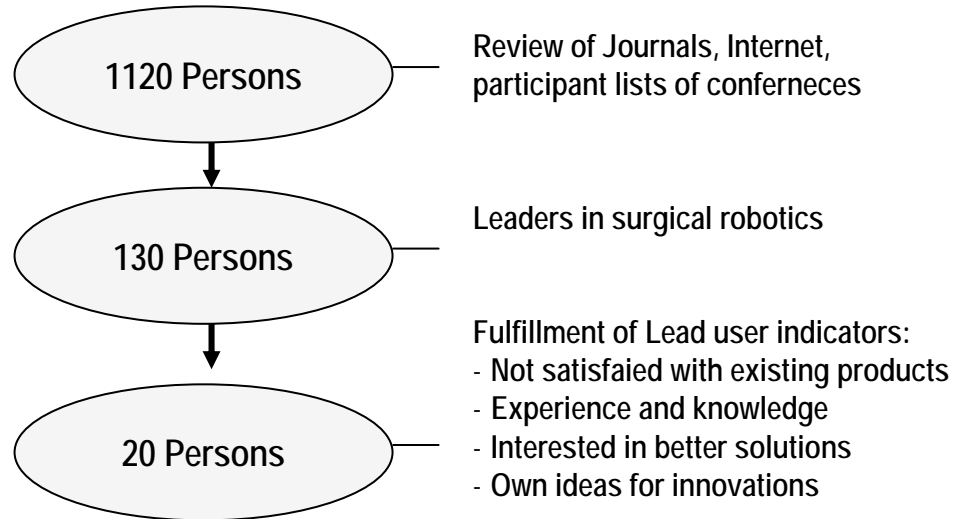 1120 Persons
Review of Journals, Internet,
participant lists of conferneces
130 Persons
Leaders in surgical robotics
20 Persons
Fulfillment of Lead user indicators:
- Not satisfaied with existing products
- Experience and knowledge
- Interested in better solutions
- Own ideas for innovations